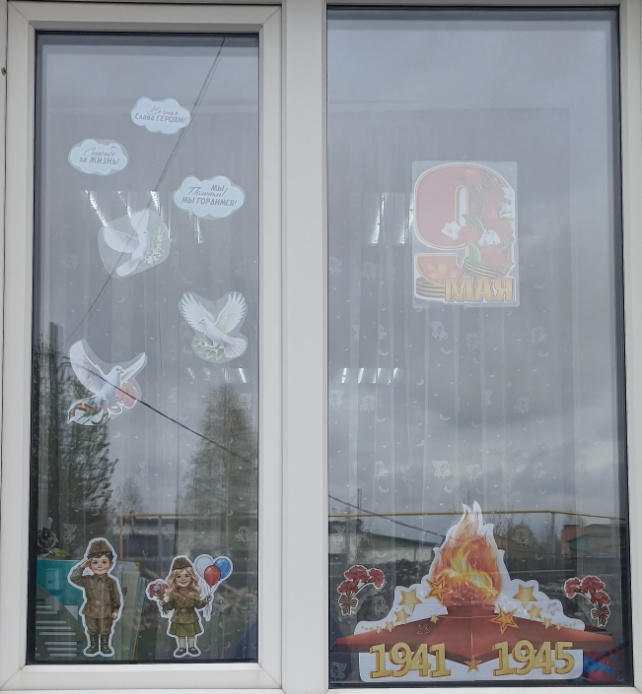 Вечная
СЛАВА ГЕРОЯМ!
Спасибо
за ЖИЗНЬ!
МЫ
Помним!
МЫ ГОРДИМСЯ!
9
МАЯ
1941 1945